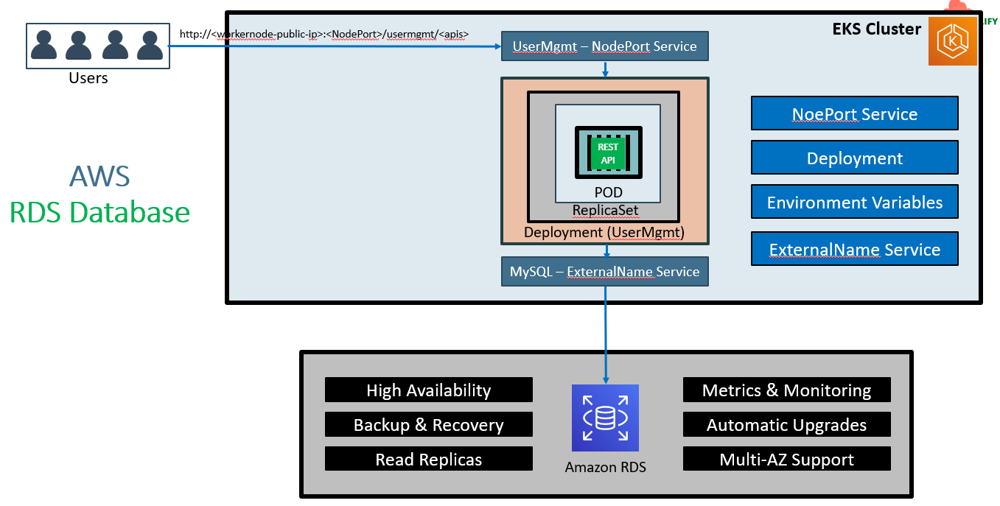 http://<workernode-public-ip>:<NodePort>/usermgmt/<apis>
Users
AWS
RDS Database
EKS Cluster
K
UserMgmt – NodePort Service
REST
API
POD
ReplicaSet
Deployment (UserMgmt)
MySQL – ExternalName Service
NoePort Service
Deployment
Environment Variables
ExternalName Service
High Availability
Backup & Recovery
Read Replicas
Amazon RDS
Metrics & Monitoring
Automatic Upgrades
Multi-AZ Support